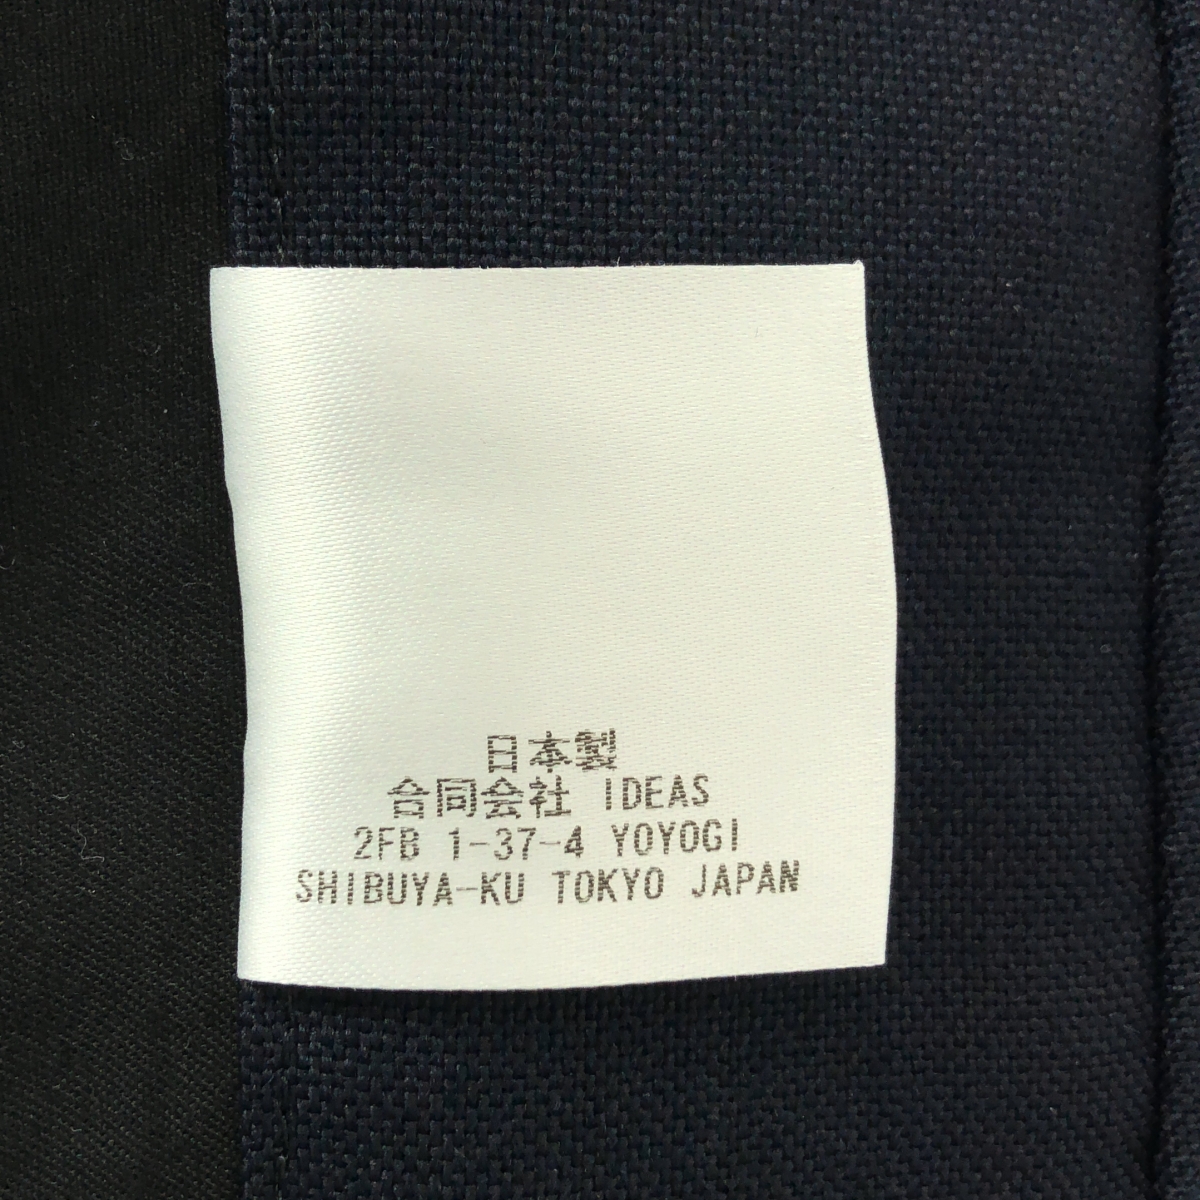 日本製
合同会社 IDEAS
2FB 1-37-4 YOYOGI
SHIBUYA-KU TOKYO JAPAN